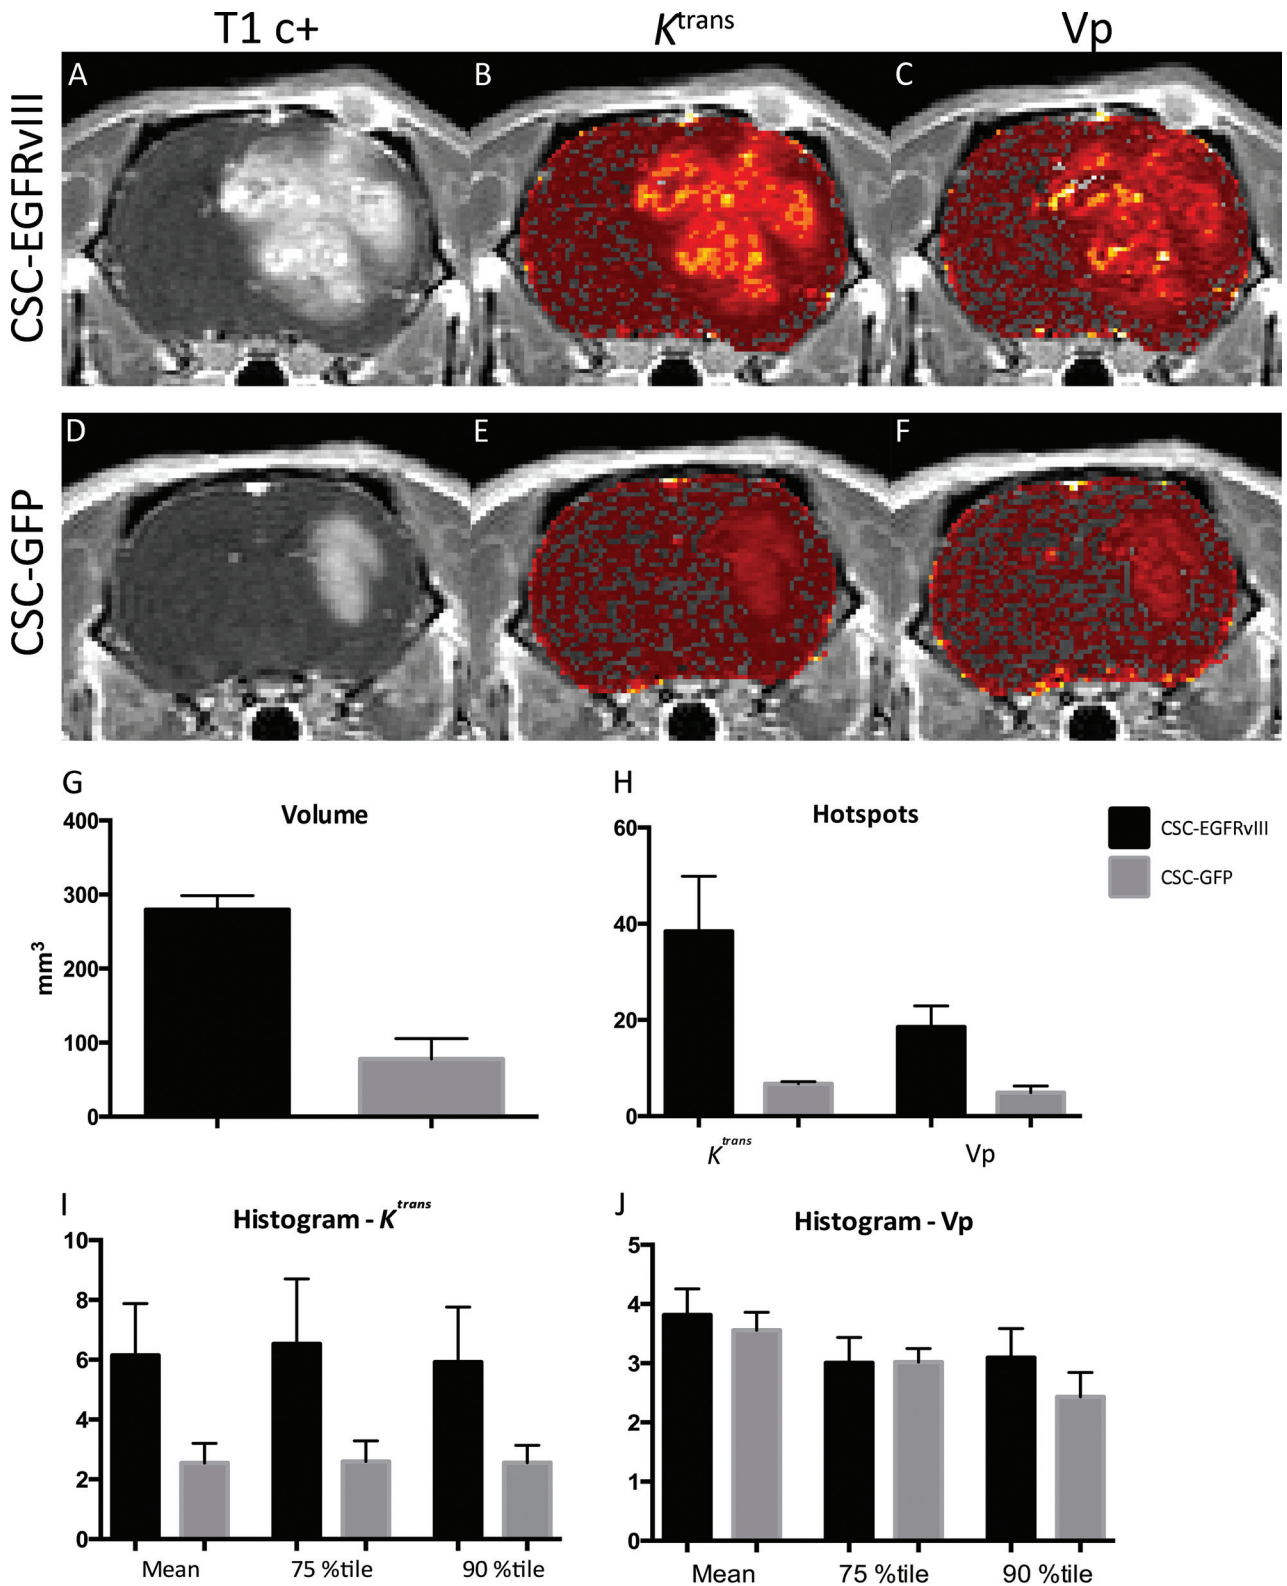 T1 c+ Ktrans Vp
CSC-EGFRvIII
A B C
CSC-GFP
D E F
G H
Volume Hotspots
mm3
400
300
200
100
0
60
40
20
0
Ktrans Vp
CSC-EGFRvIII
CSC-GFP
I J
Histogram - Ktrans
10
8
6
4
2
0
Mean 75 %tile 90 %tile
Histogram - Vp
5
4
3
2
1
0
Mean 75 %tile 90 %tile